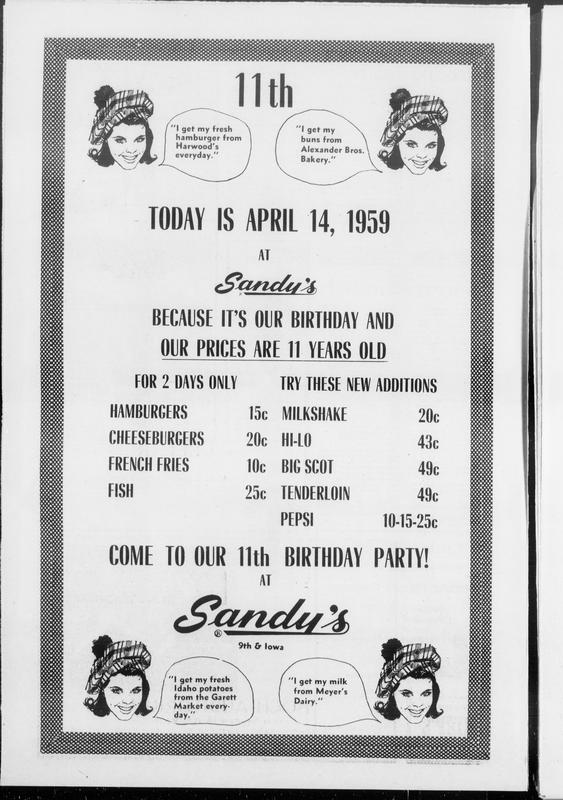 11th
"I get my fresh
hamburger from
Harwood's
everyday."
"I get my
buns from
Alexander Bros.
Bakery."
TODAY IS APRIL 14, 1959
AT
Sandy's
BECAUSE IT'S OUR BIRTHDAY AND
OUR PRICES ARE 11 YEARS OLD
FOR 2 DAYS ONLY
HAMBURGERS 15c
CHEESEBURGERS 20c
FRENCH FRIES 10c
FISH 25c
TRY THESE NEW ADDITIONS
MILKSHAKE 20c
HI-LO 43c
BIG SCOT 49c
TENDERLOIN 49c
PEPSI 10-15-25c
COME TO OUR 11th BIRTHDAY PARTY!
AT
Sandy's
®
9th & Iowa
"I get my fresh
Idaho potatoes
from the Garett
Market every-
day."
"I get my milk
from Meyer's
Dairy."